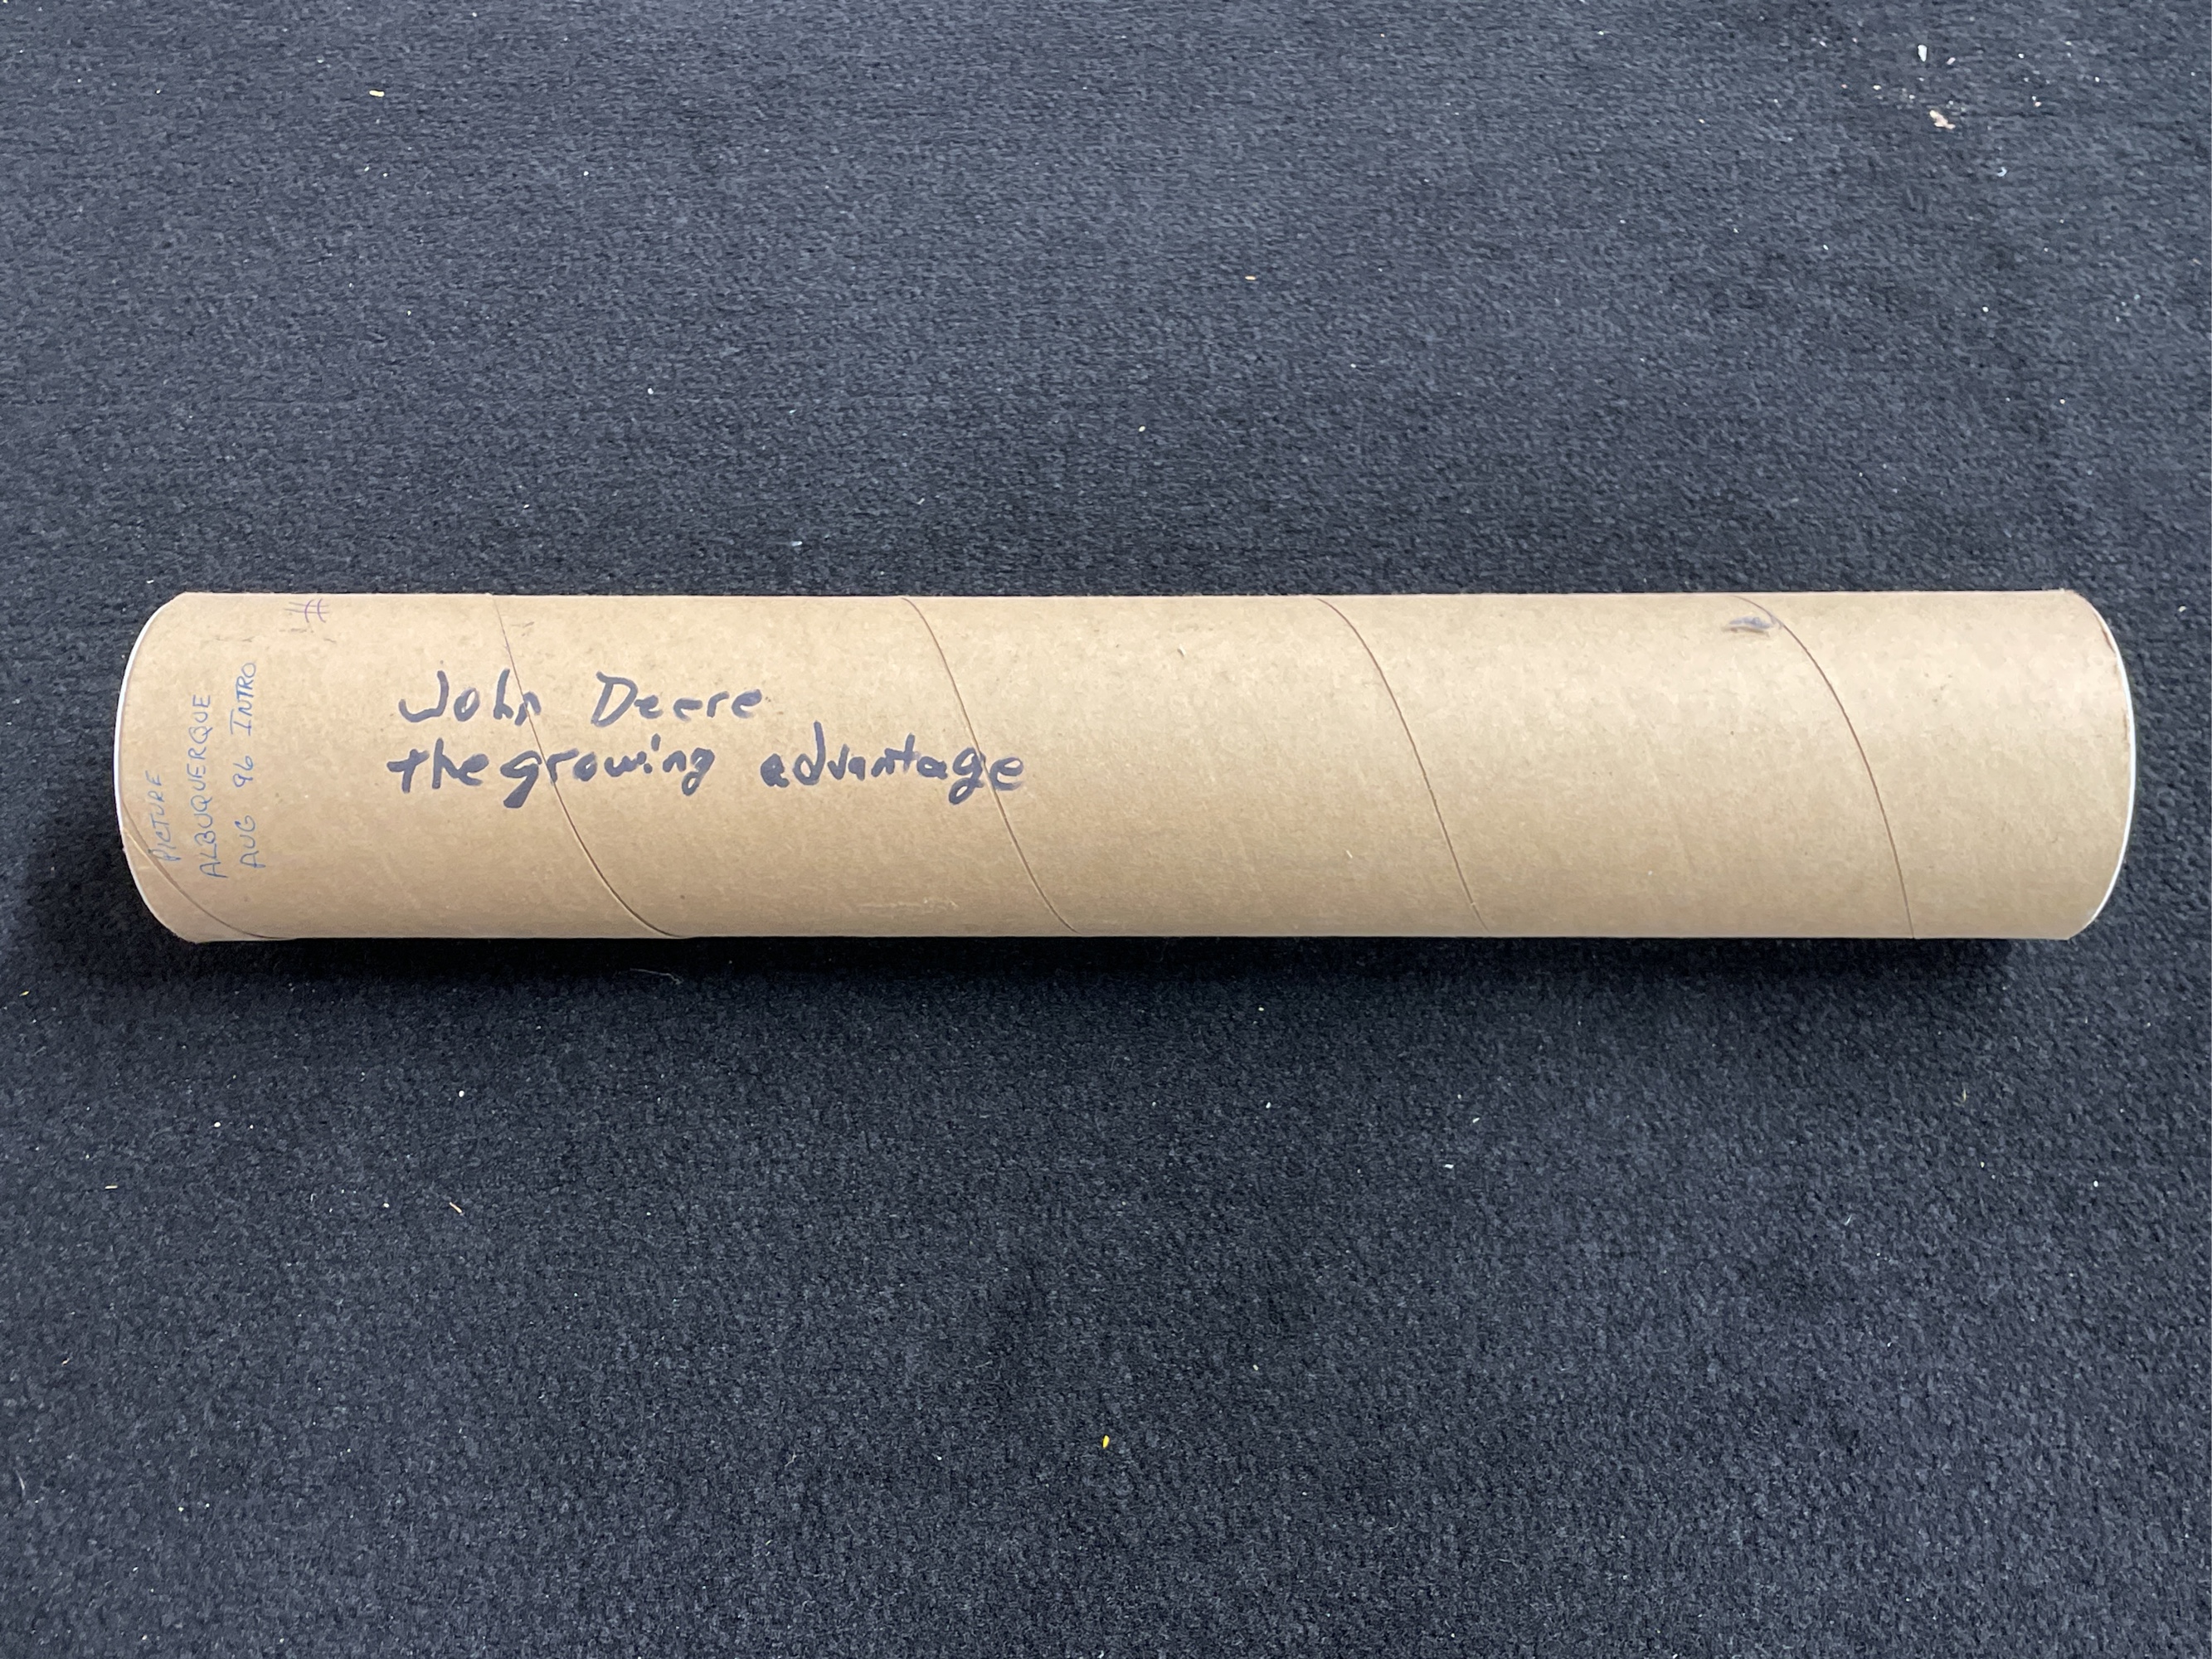 John Deere
the growing advantage
PICTURE
ALBUQUERQUE
AUG 96 INTRO